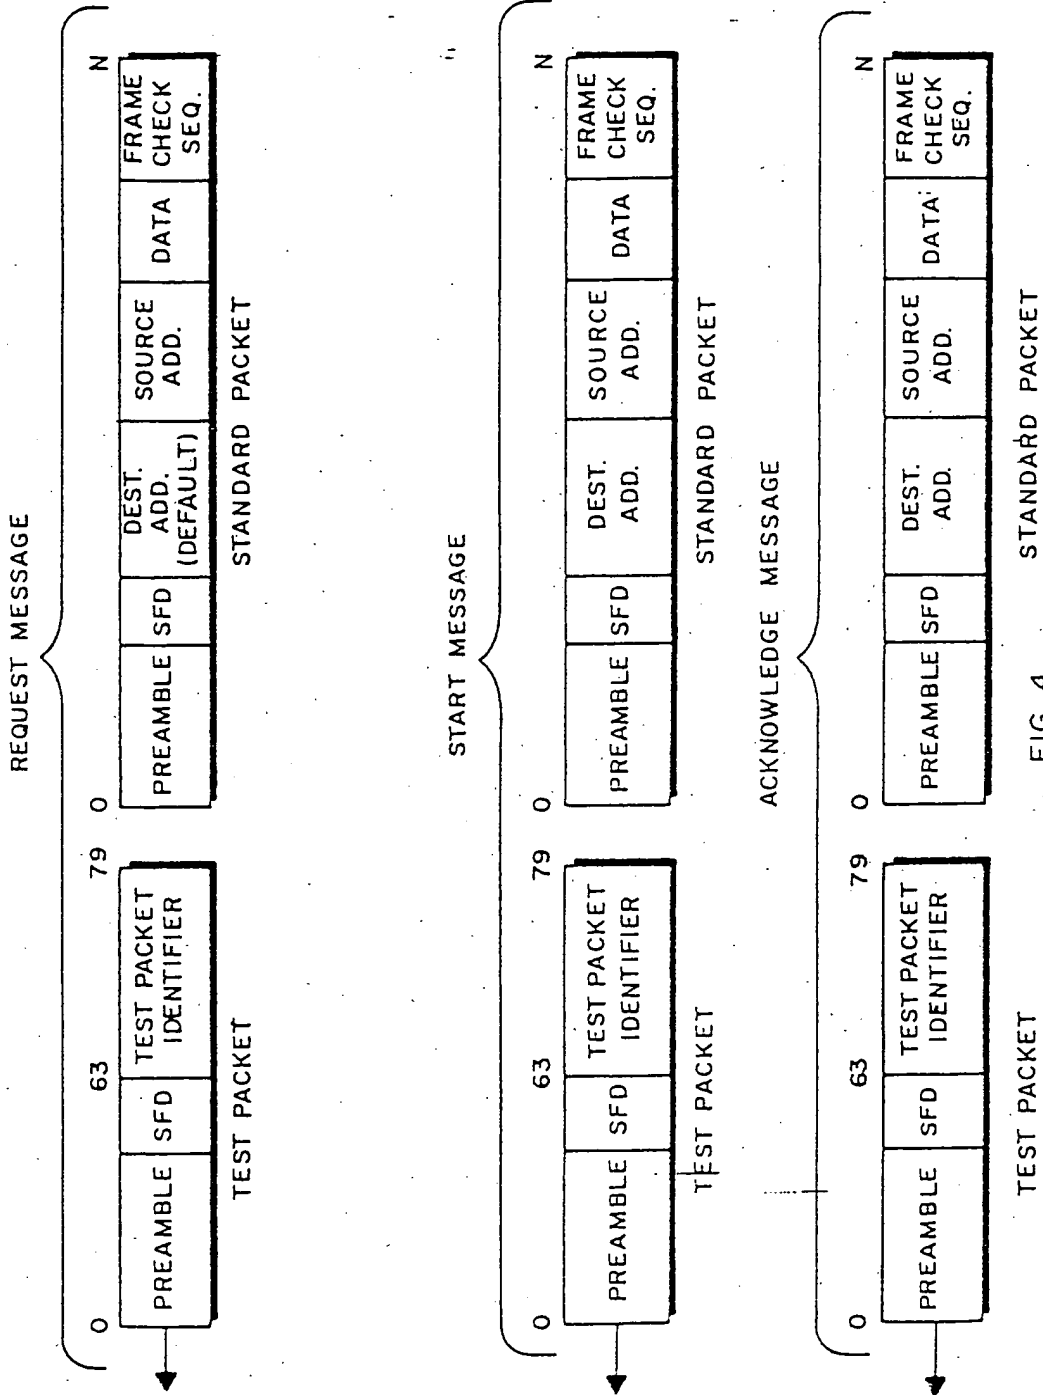 REQUEST MESSAGE
0 63 79 0 N
PREAMBLE SFD TEST PACKET IDENTIFIER PREAMBLE SFD DEST. ADD. (DEFAULT) SOURCE ADD. DATA FRAME CHECK SEQ.
TEST PACKET STANDARD PACKET
START MESSAGE
0 63 79 0 N
PREAMBLE SFD TEST PACKET IDENTIFIER PREAMBLE SFD DEST. ADD. SOURCE ADD. DATA FRAME CHECK SEQ.
TEST PACKET STANDARD PACKET
ACKNOWLEDGE MESSAGE
0 63 79 0 N
PREAMBLE SFD TEST PACKET IDENTIFIER PREAMBLE SFD DEST. ADD. SOURCE ADD. DATA FRAME CHECK SEQ.
TEST PACKET STANDARD PACKET
FIG. 4